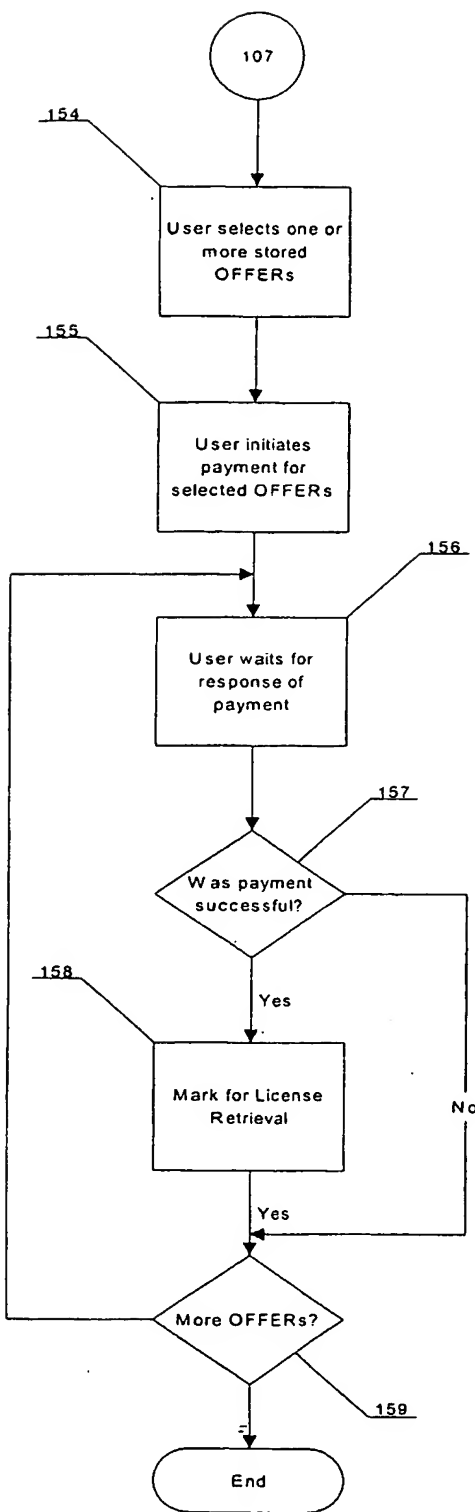 107
154
User selects one or
more stored
OFFERs
155
User initiates
payment for
selected OFFERs
156
User waits for
response of
payment
157
Was payment
successful?
158
Yes
Mark for License
Retrieval
No
Yes
More OFFERs?
159
End